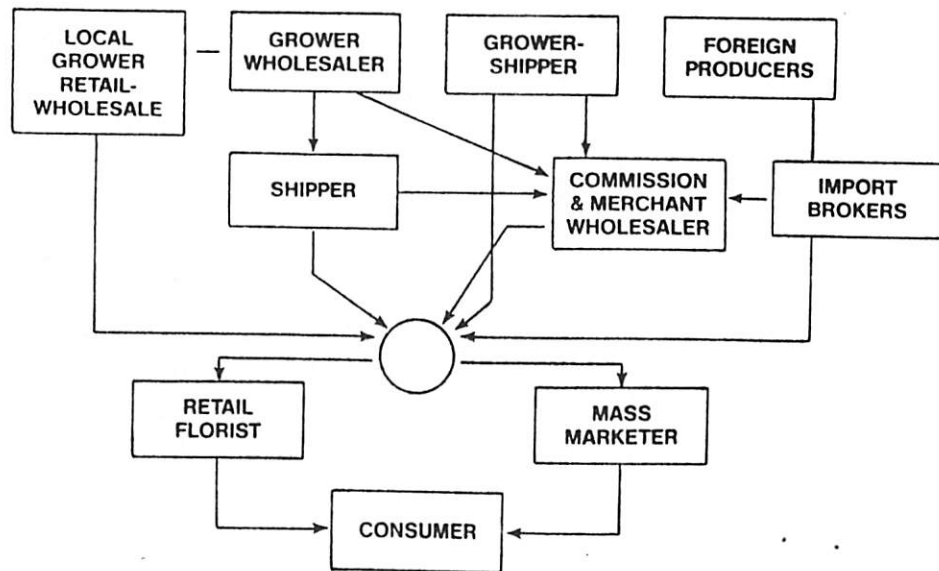 LOCAL
GROWER
RETAIL-
WHOLESALE
GROWER
WHOLESALER
GROWER-
SHIPPER
FOREIGN
PRODUCERS
SHIPPER
COMMISSION
& MERCHANT
WHOLESALER
IMPORT
BROKERS
RETAIL
FLORIST
MASS
MARKETER
CONSUMER